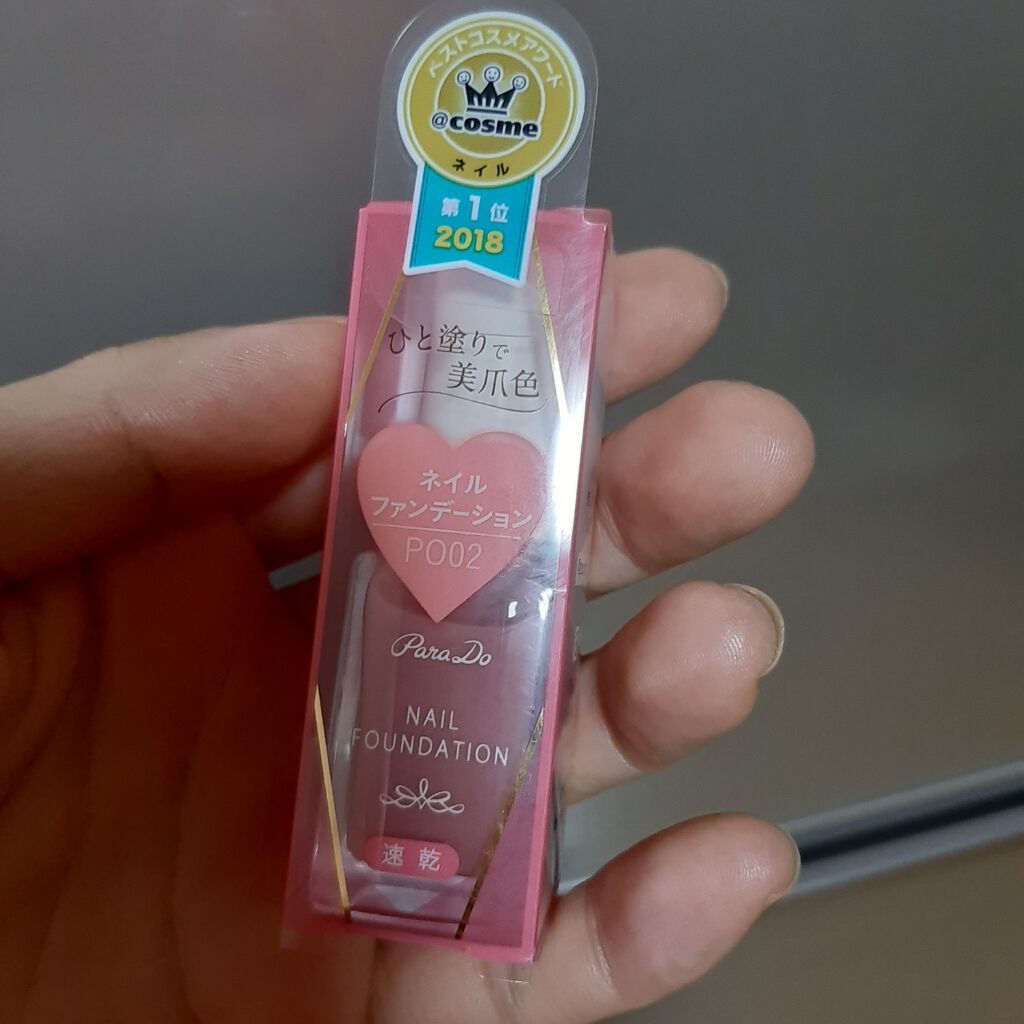 ベストコスメアワード
@cosme
ネイル
第1位
2018
ひと塗りで
美爪色
ネイル
ファンデーション
PO02
ParaDo
NAIL
FOUNDATION
速乾